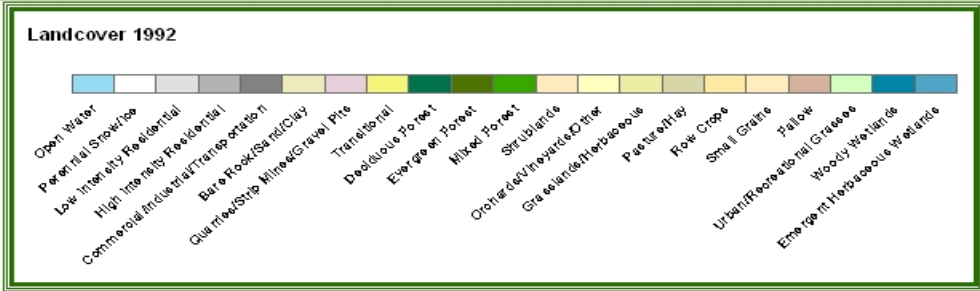 Landcover 1992
Open Water
Perennial Snow/Ice
Low Intensity Residential
High Intensity Residential
Commercial/Industrial/Transportation
Bare Rock/Sand/Clay
Quarries/Strip Mines/Gravel Pits
Transitional
Deciduous Forest
Evergreen Forest
Mixed Forest
Shrublands
Orchards/Vineyards/Other
Grasslands/Herbaceous
Pasture/Hay
Row Crops
Small Grains
Fallow
Urban/Recreational Grasses
Woody Wetlands
Emergent Herbaceous Wetlands